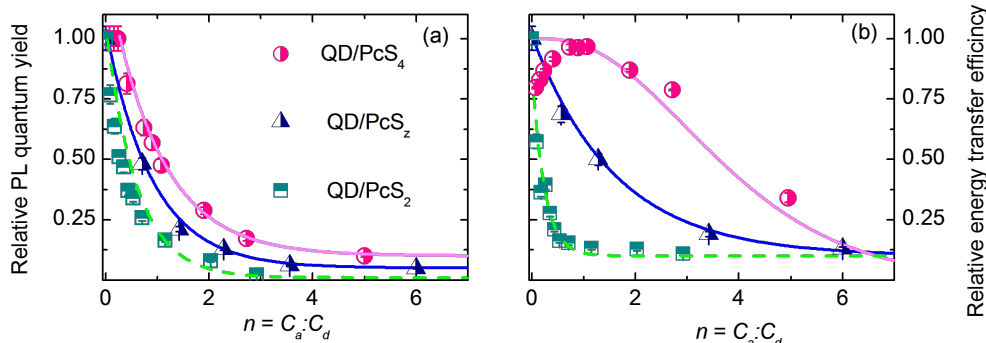 Relative PL quantum yield
1.00
0.75
0.50
0.25
(a)
QD/PcS4
QD/PcSz
QD/PcS2
0 2 4 6
n = Ca:Cd
(b)
1.00
0.75
0.50
0.25
0 2 4 6
n = Ca:Cd
Relative energy transfer efficincy